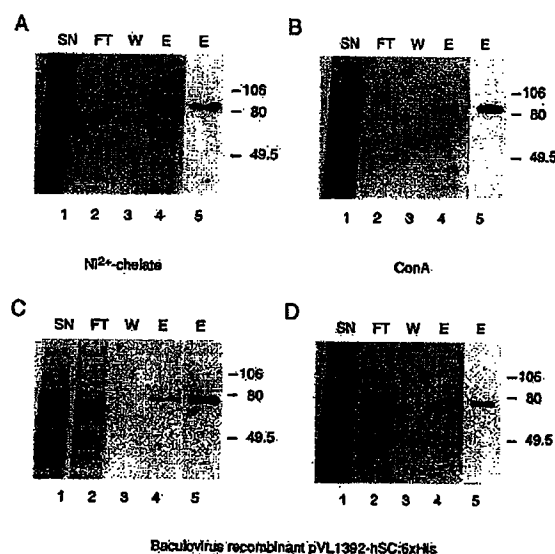 A
B
SN FT W E E
SN FT W E E
– 106
– 80
– 49.5
– 106
– 80
– 49.5
1 2 3 4 5
1 2 3 4 5
Ni2+-chelate
ConA
C
D
SN FT W E E
SN FT W E E
– 106
– 80
– 49.5
– 106
– 80
– 49.5
1 2 3 4 5
1 2 3 4 5
Baculovirus recombinant pVL1392-hSC:6xHis